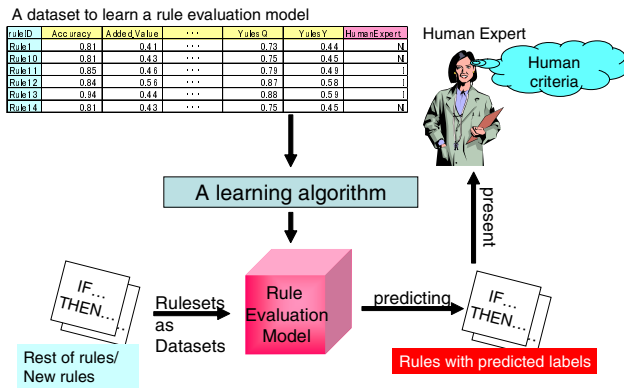 A dataset to learn a rule evaluation model
ruleID Accuracy Added_Value ... YulesQ YulesY HumanExpert
Rule1 0.81 0.41 ... 0.73 0.44 NI
Rule10 0.81 0.43 ... 0.75 0.45 NI
Rule11 0.85 0.46 ... 0.79 0.49 I
Rule12 0.84 0.56 ... 0.87 0.58 I
Rule13 0.94 0.44 ... 0.88 0.59 I
Rule14 0.81 0.43 ... 0.75 0.45 NI
Human Expert
Human
criteria
A learning algorithm
present
IF...
THEN...
Rulesets
as
Datasets
Rule
Evaluation
Model
predicting
IF...
THEN...
Rest of rules/
New rules
Rules with predicted labels